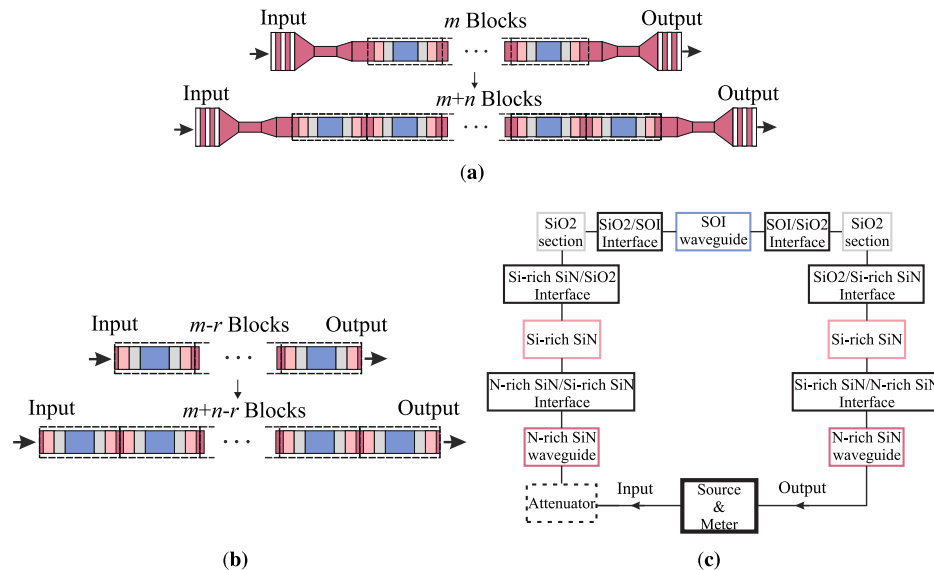 Input
m Blocks
Output
Input
m+n Blocks
Output
(a)
Input
m-r Blocks
Output
Input
m+n-r Blocks
Output
(b)
SiO2
section
SiO2/SOI
Interface
SOI
waveguide
SOI/SiO2
Interface
SiO2
section
Si-rich SiN/SiO2
Interface
SiO2/Si-rich SiN
Interface
Si-rich SiN
Si-rich SiN
N-rich SiN/Si-rich SiN
Interface
Si-rich SiN/N-rich SiN
Interface
N-rich SiN
waveguide
N-rich SiN
waveguide
Attenuator
Input
Source
&
Meter
Output
(c)